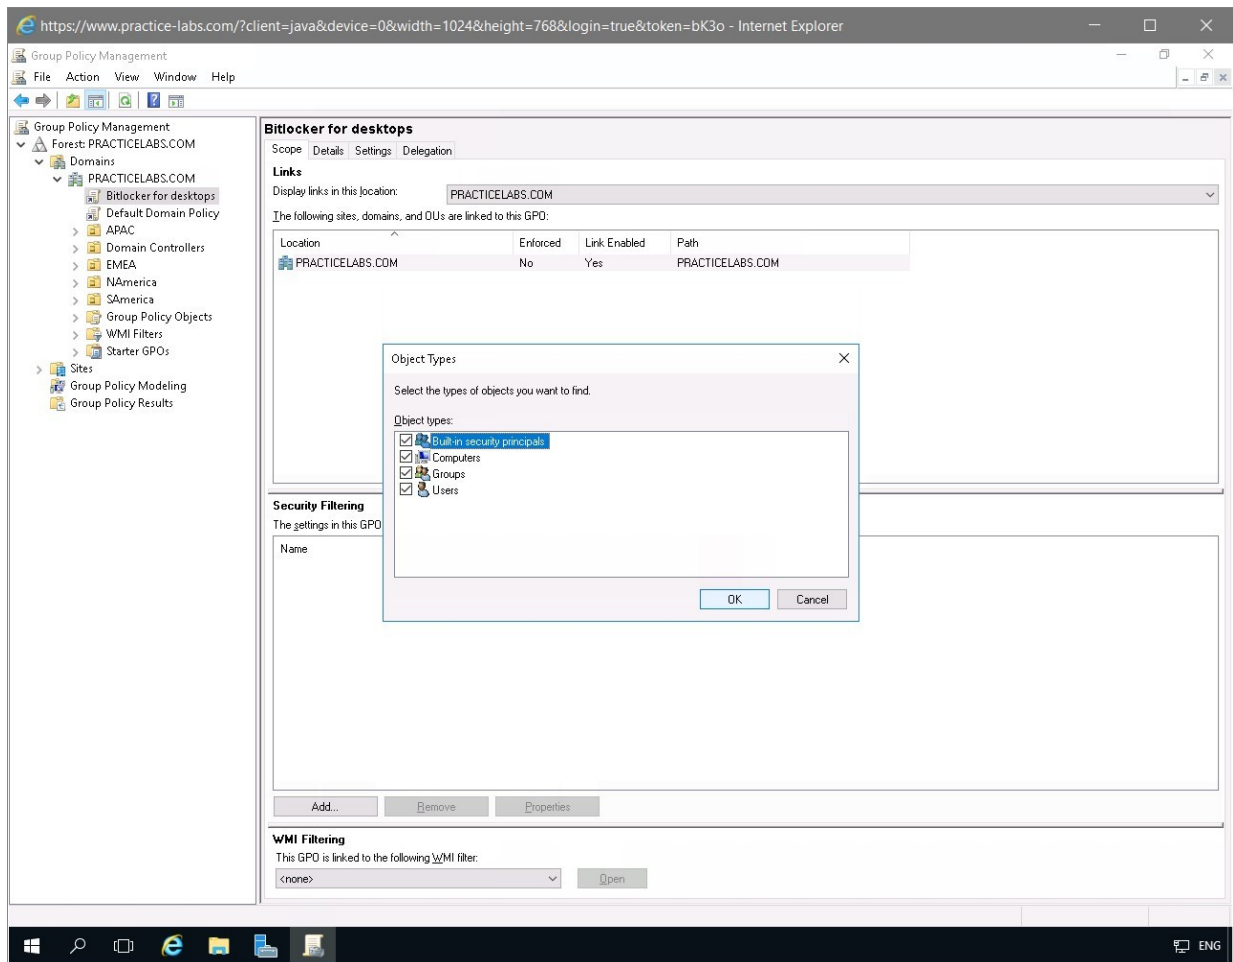 https://www.practice-labs.com/?client=java&device=0&width=1024&height=768&login=true&token=bK3o - Internet Explorer
Group Policy Management
File Action View Window Help
Group Policy Management
Forest: PRACTICELABS.COM
Domains
PRACTICELABS.COM
Bitlocker for desktops
Default Domain Policy
APAC
Domain Controllers
EMEA
NAmerica
SAmerica
Group Policy Objects
WMI Filters
Starter GPOs
Sites
Group Policy Modeling
Group Policy Results
Bitlocker for desktops
Scope Details Settings Delegation
Links
Display links in this location: PRACTICELABS.COM
The following sites, domains, and OUs are linked to this GPO:
Location Enforced Link Enabled Path
PRACTICELABS.COM No Yes PRACTICELABS.COM
Object Types
Select the types of objects you want to find.
Object types:
Built-in security principals
Computers
Groups
Users
OK Cancel
Security Filtering
The settings in this GPO
Name
Add... Remove Properties
WMI Filtering
This GPO is linked to the following WMI filter:
<none> Open
ENG